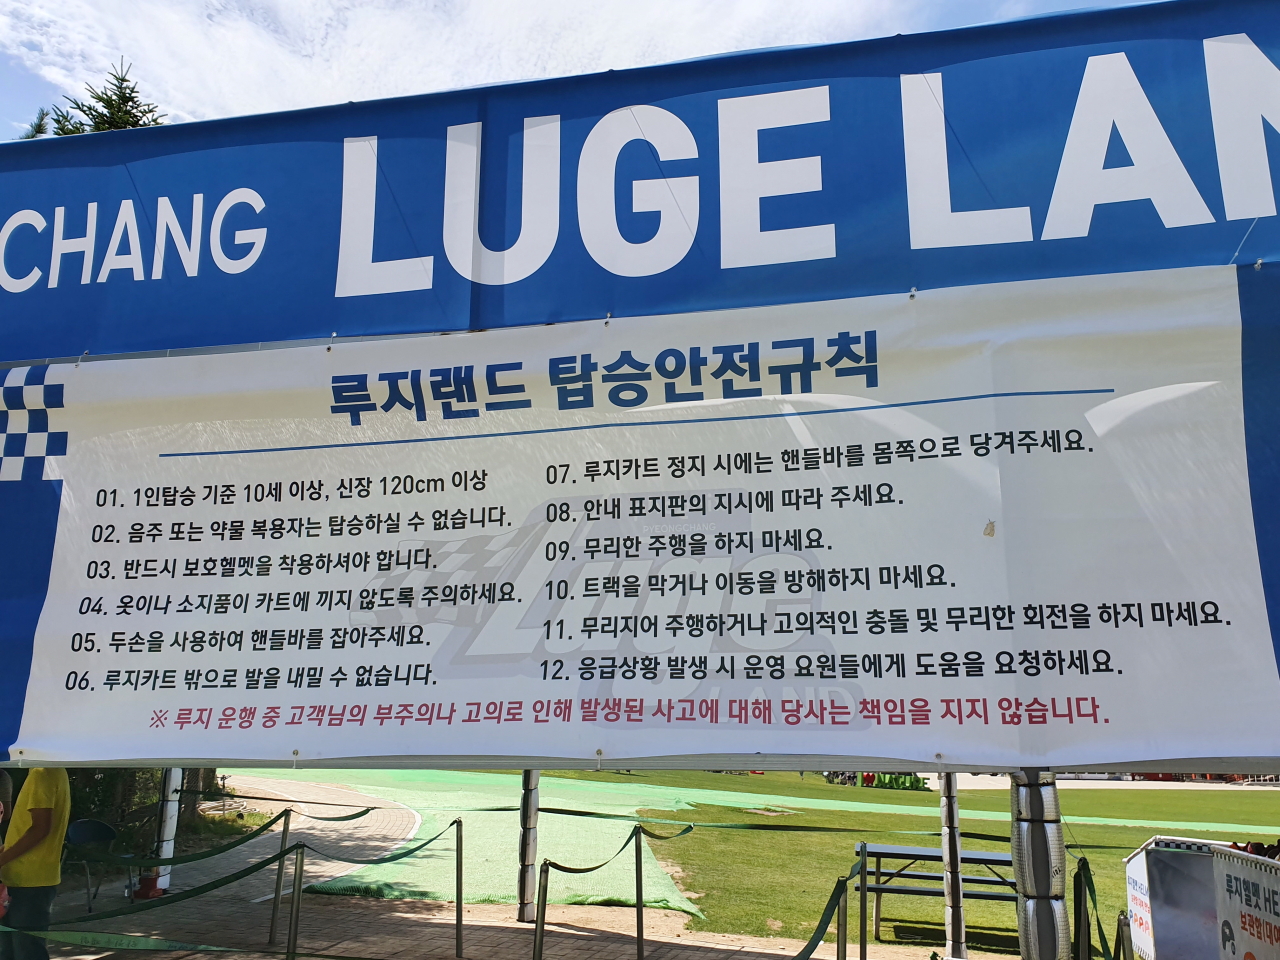 CHANG LUGE LAN
루지랜드 탑승안전규칙
01. 1인탑승 기준 10세 이상, 신장 120cm 이상
02. 음주 또는 약물 복용자는 탑승하실 수 없습니다.
03. 반드시 보호헬멧을 착용하셔야 합니다.
04. 옷이나 소지품이 카트에 끼지 않도록 주의하세요.
05. 두손을 사용하여 핸들바를 잡아주세요.
06. 루지카트 밖으로 발을 내밀 수 없습니다.
07. 루지카트 정지 시에는 핸들바를 몸쪽으로 당겨주세요.
08. 안내 표지판의 지시에 따라 주세요.
09. 무리한 주행을 하지 마세요.
10. 트랙을 막거나 이동을 방해하지 마세요.
11. 무리지어 주행하거나 고의적인 충돌 및 무리한 회전을 하지 마세요.
12. 응급상황 발생 시 운영 요원들에게 도움을 요청하세요.
※ 루지 운행 중 고객님의 부주의나 고의로 인해 발생된 사고에 대해 당사는 책임을 지지 않습니다.
PYEONGCHANG
Luge
LAND
루지헬멧 HE
보관함(대여